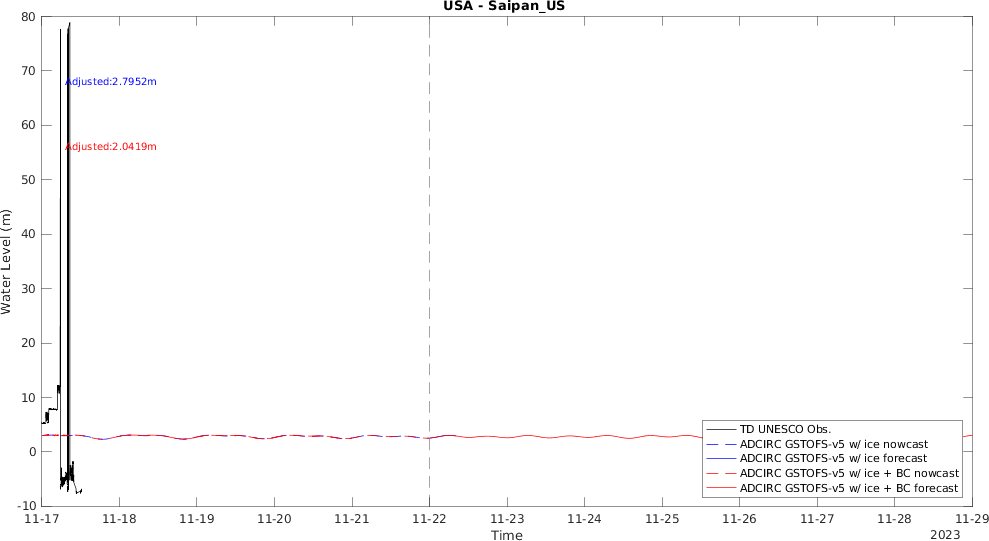 USA - Saipan_US
80
70
60
50
40
30
20
10
0
-10
Water Level (m)
Adjusted:2.7952m
Adjusted:2.0419m
TD UNESCO Obs.
ADCIRC GSTOFS-v5 w/ ice nowcast
ADCIRC GSTOFS-v5 w/ ice forecast
ADCIRC GSTOFS-v5 w/ ice + BC nowcast
ADCIRC GSTOFS-v5 w/ ice + BC forecast
11-17 11-18 11-19 11-20 11-21 11-22 11-23 11-24 11-25 11-26 11-27 11-28 11-29
Time
2023